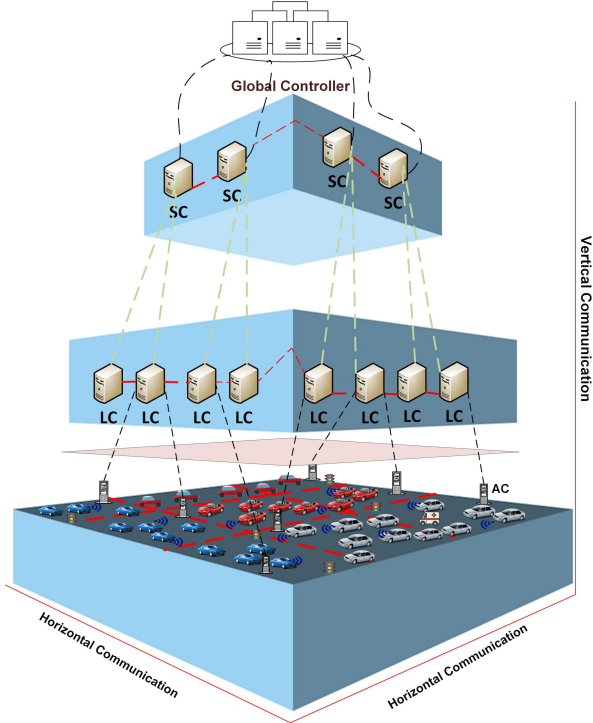 Global Controller
SC
SC
SC
SC
Vertical Communication
LC
LC
LC
LC
LC
LC
LC
LC
AC
Horizontal Communication
Horizontal Communication